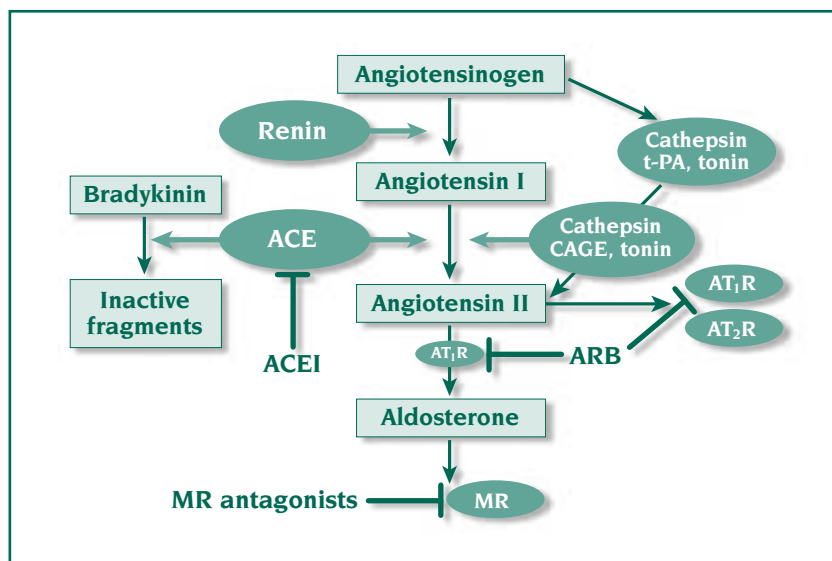 Angiotensinogen
Renin
Cathepsin
t-PA, tonin
Angiotensin I
Bradykinin
ACE
Cathepsin
CAGE, tonin
Inactive
fragments
Angiotensin II
AT₁R
AT₂R
ACEI
AT₁R
ARB
Aldosterone
MR antagonists
MR